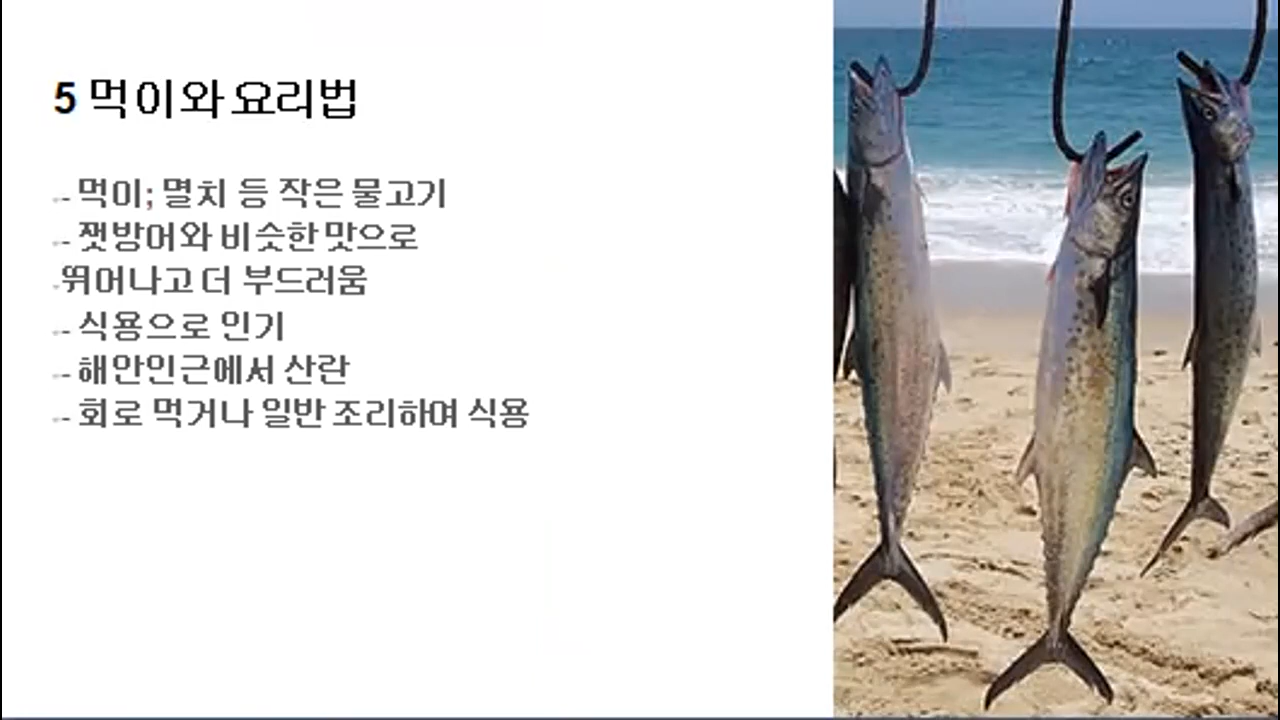 5 먹이와 요리법
-- 먹이; 멸치 등 작은 물고기
-- 잿방어와 비슷한 맛으로
-뛰어나고 더 부드러움
-- 식용으로 인기
-- 해안인근에서 산란
-- 회로 먹거나 일반 조리하여 식용